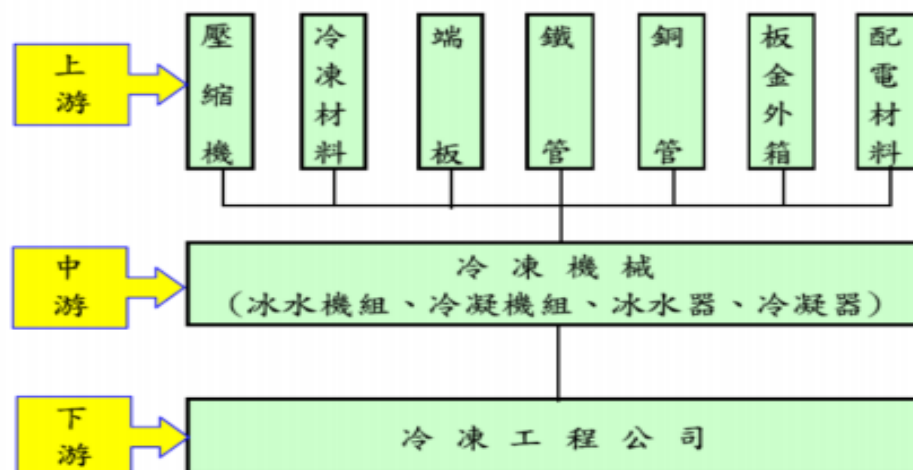 上游
壓縮機
冷凍材料
端板
鐵管
銅管
板金外箱
配電材料
中游
冷凍機械
(冰水機組、冷凝機組、冰水器、冷凝器)
下游
冷凍工程公司